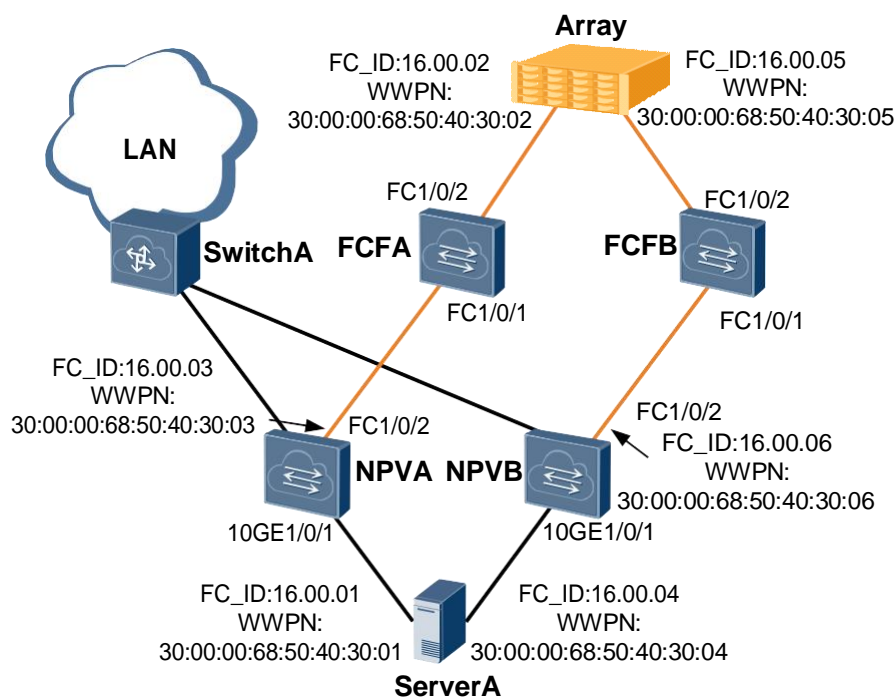 Array
FC_ID:16.00.02
WWPN:
30:00:00:68:50:40:30:02
FC_ID:16.00.05
WWPN:
30:00:00:68:50:40:30:05
LAN
FC1/0/2
FC1/0/2
SwitchA
FCFA
FCFB
FC1/0/1
FC1/0/1
FC_ID:16.00.03
WWPN:
30:00:00:68:50:40:30:03
FC1/0/2
FC1/0/2
FC_ID:16.00.06
WWPN:
30:00:00:68:50:40:30:06
NPVA
NPVB
10GE1/0/1
10GE1/0/1
FC_ID:16.00.01
WWPN:
30:00:00:68:50:40:30:01
FC_ID:16.00.04
WWPN:
30:00:00:68:50:40:30:04
ServerA